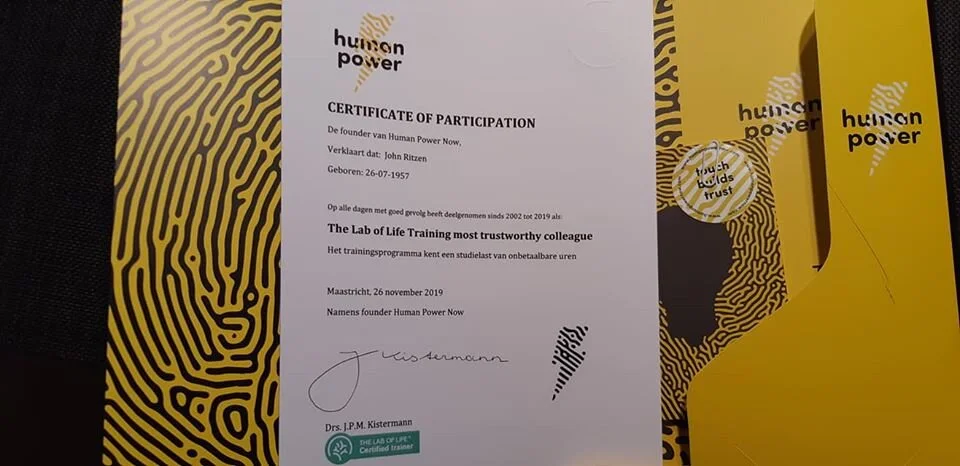 human
power
CERTIFICATE OF PARTICIPATION
De founder van Human Power Now,
Verklaart dat: John Ritzen
Geboren: 26-07-1957
Op alle dagen met goed gevolg heeft deelgenomen sinds 2002 tot 2019 als:
The Lab of Life Training most trustworthy colleague
Het trainingsprogramma kent een studielast van onbetaalbare uren
Maastricht, 26 november 2019
Namens founder Human Power Now
J Kistermann
Drs. J.P.M. Kistermann
THE LAB OF LIFE
Certified trainer
human
power
touch
builds
trust
human
power